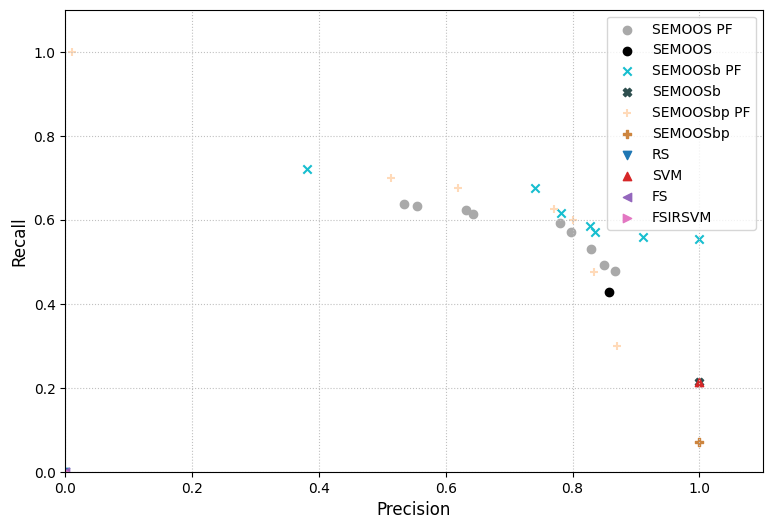 SEMOOS PF
SEMOOS
SEMOOSb PF
SEMOOSb
SEMOOSbp PF
SEMOOSbp
RS
SVM
FS
FSIRSVM
1.0
0.8
0.6
0.4
0.2
0.0
Recall
0.0 0.2 0.4 0.6 0.8 1.0
Precision